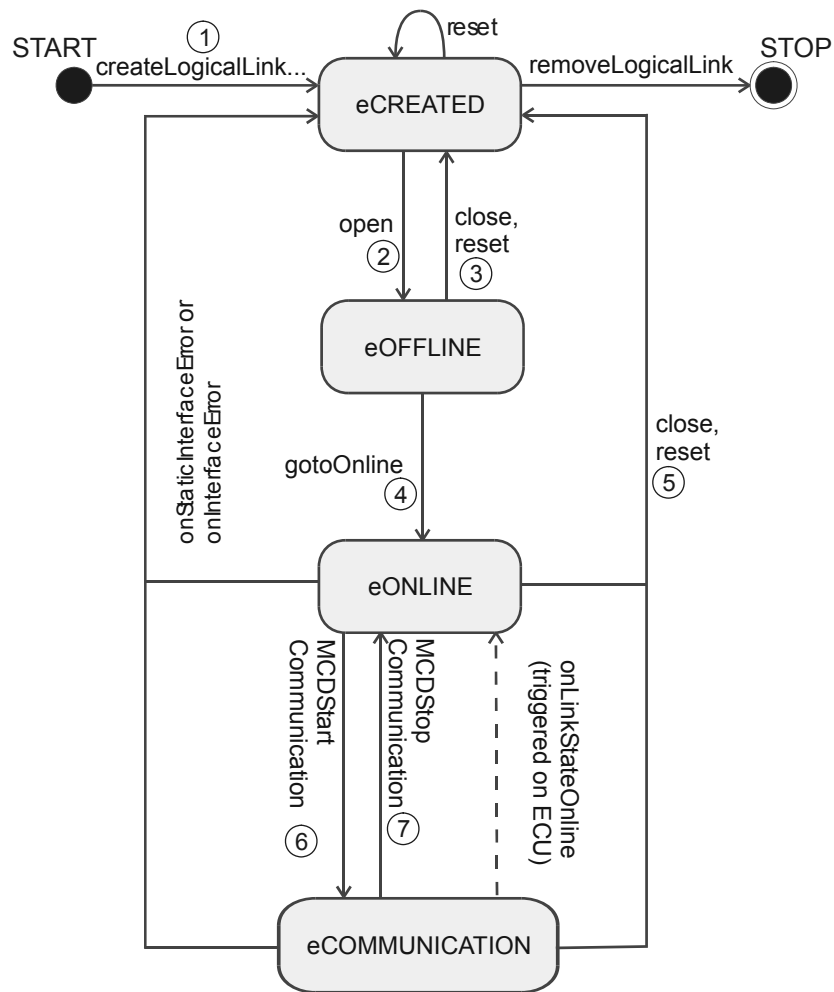 START
1
createLogicalLink...
reset
removeLogicalLink
STOP
eCREATED
open
2
close,
reset
3
eOFFLINE
onStaticInterfaceError or
onInterfaceError
gotoOnline
4
close,
reset
5
eONLINE
MCDStart
Communication
6
MCDStop
Communication
7
onLinkStateOnline
(triggered on ECU)
eCOMMUNICATION